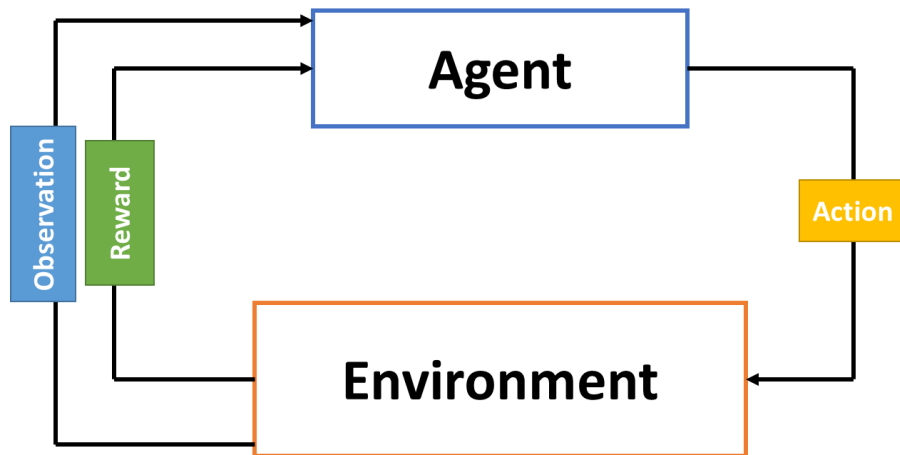 Agent
Observation
Reward
Action
Environment